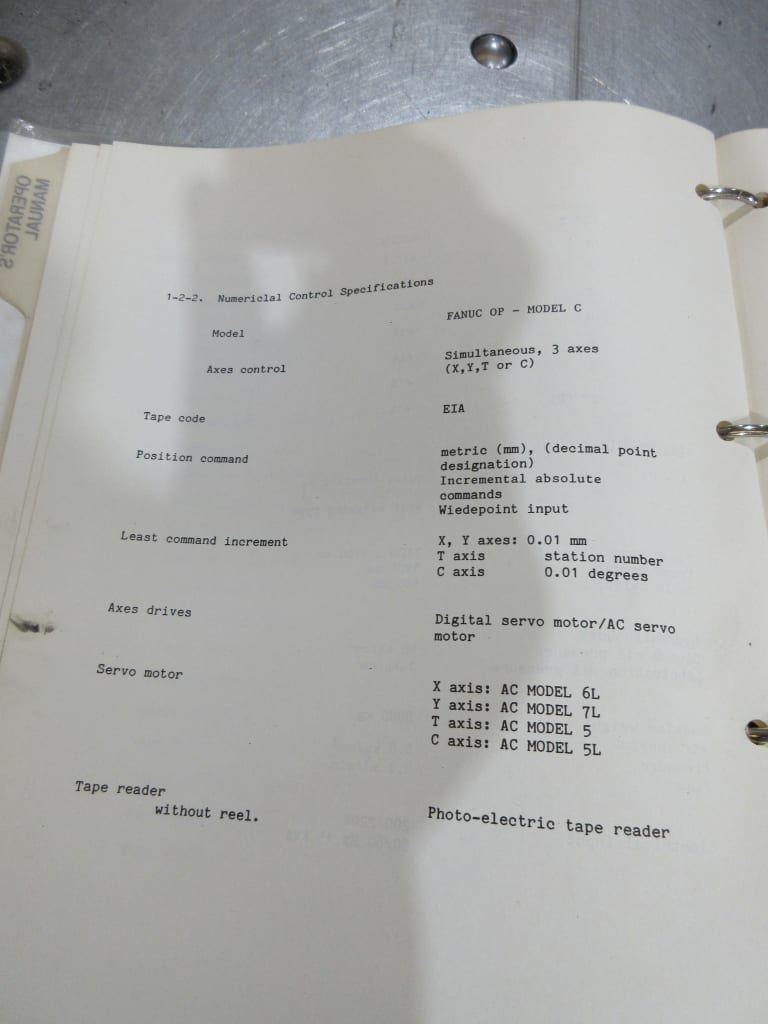 OPERATOR'S
MANUAL
1-2-2. Numericlal Control Specifications
Model FANUC OP - MODEL C
Axes control Simultaneous, 3 axes
(X,Y,T or C)
Tape code EIA
Position command metric (mm), (decimal point
designation)
Incremental absolute
commands
Wiedepoint input
Least command increment X, Y axes: 0.01 mm
T axis station number
C axis 0.01 degrees
Axes drives Digital servo motor/AC servo
motor
Servo motor X axis: AC MODEL 6L
Y axis: AC MODEL 7L
T axis: AC MODEL 5
C axis: AC MODEL 5L
Tape reader
without reel. Photo-electric tape reader